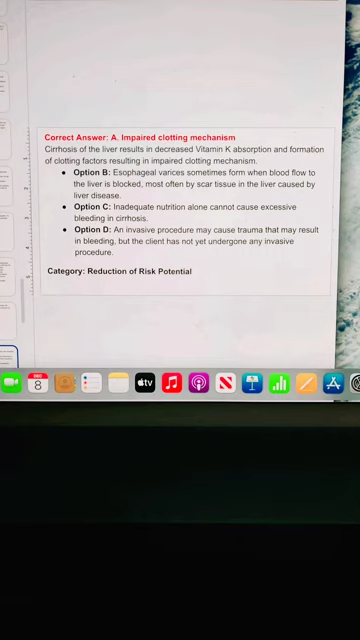 Correct Answer: A. Impaired clotting mechanism
Cirrhosis of the liver results in decreased Vitamin K absorption and formation
of clotting factors resulting in impaired clotting mechanism.
● Option B: Esophageal varices sometimes form when blood flow to
the liver is blocked, most often by scar tissue in the liver caused by
liver disease.
● Option C: Inadequate nutrition alone cannot cause excessive
bleeding in cirrhosis.
● Option D: An invasive procedure may cause trauma that may result
in bleeding, but the client has not yet undergone any invasive
procedure.
Category: Reduction of Risk Potential
DEC
8
tv